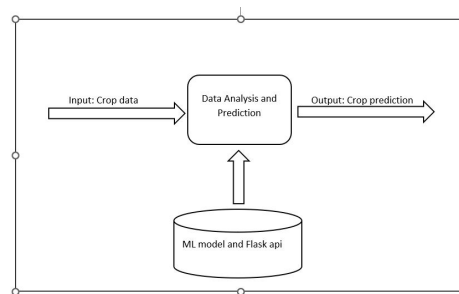 Input: Crop data
Data Analysis and
Prediction
Output: Crop prediction
ML model and Flask api